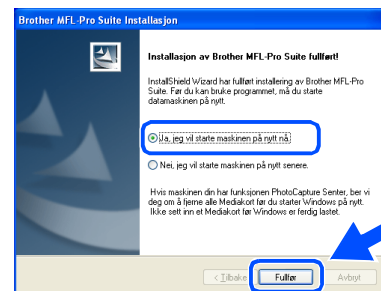 Brother MFL-Pro Suite Installasjon
Installasjon av Brother MFL-Pro Suite fullført!
InstallShield Wizard har fullført installering av Brother MFL-Pro
Suite. Før du kan bruke programmet, må du starte
datamaskinen på nytt.
Ja, jeg vil starte maskinen på nytt nå.
Nei, jeg vil starte maskinen på nytt senere.
Hvis maskinen din har funksjonen PhotoCapture Senter, ber vi
deg om å fjerne alle Mediakort før du starter Windows på nytt.
Ikke sett inn et Mediakort før Windows er ferdig lastet.
< Tilbake Fullfør Avbryt